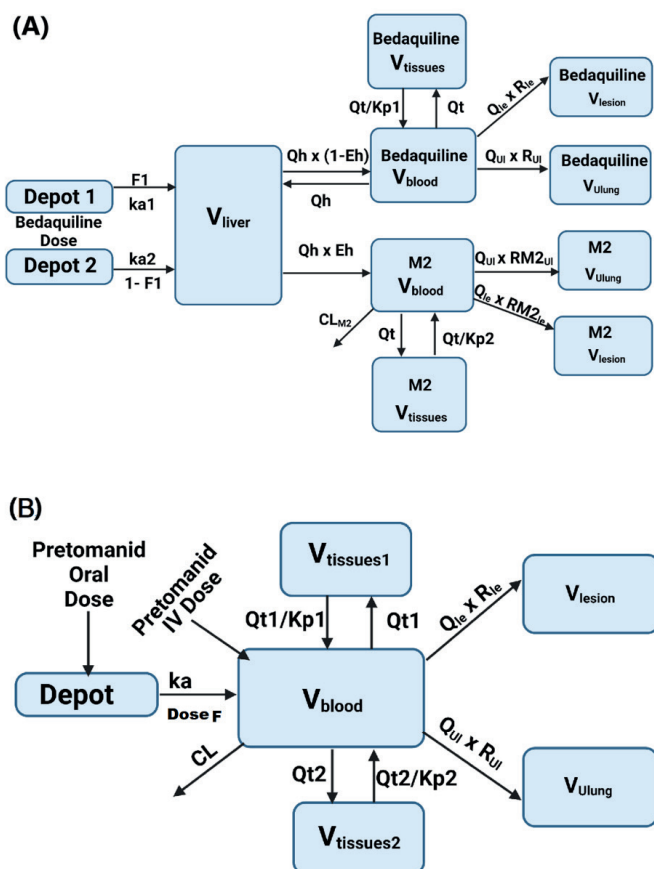 (A)
Bedaquiline
Vtissues
Qt/Kp1
Qt
Qle x Rle
Bedaquiline
Vlesion
Depot 1
F1
ka1
Bedaquiline
Dose
Depot 2
ka2
1- F1
Vliver
Qh x (1-Eh)
Qh
Bedaquiline
Vblood
QUl x RUl
Bedaquiline
VUlung
Qh x Eh
M2
Vblood
QUl x RM2Ul
M2
VUlung
Qle x RM2le
M2
Vlesion
CLM2
Qt
Qt/Kp2
M2
Vtissues
(B)
Pretomanid
Oral
Dose
Pretomanid
IV Dose
Vtissues1
Qt1/Kp1
Qt1
Qle x Rle
Vlesion
Depot
ka
Dose F
Vblood
CL
Qt2
Qt2/Kp2
QUl x RUl
VUlung
Vtissues2